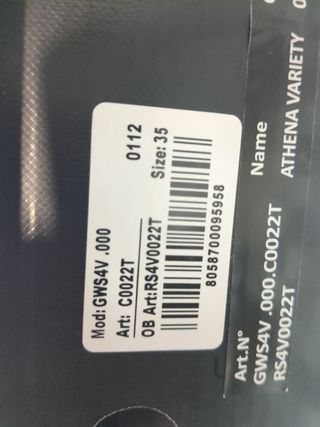 Mod: GWS4V .000
Art: C0022T 0112
OB Art:RS4V0022T Size: 35
8058700095958
Art.N° Name
GWS4V .000.C0022T ATHENA VARIETY
RS4V0022T